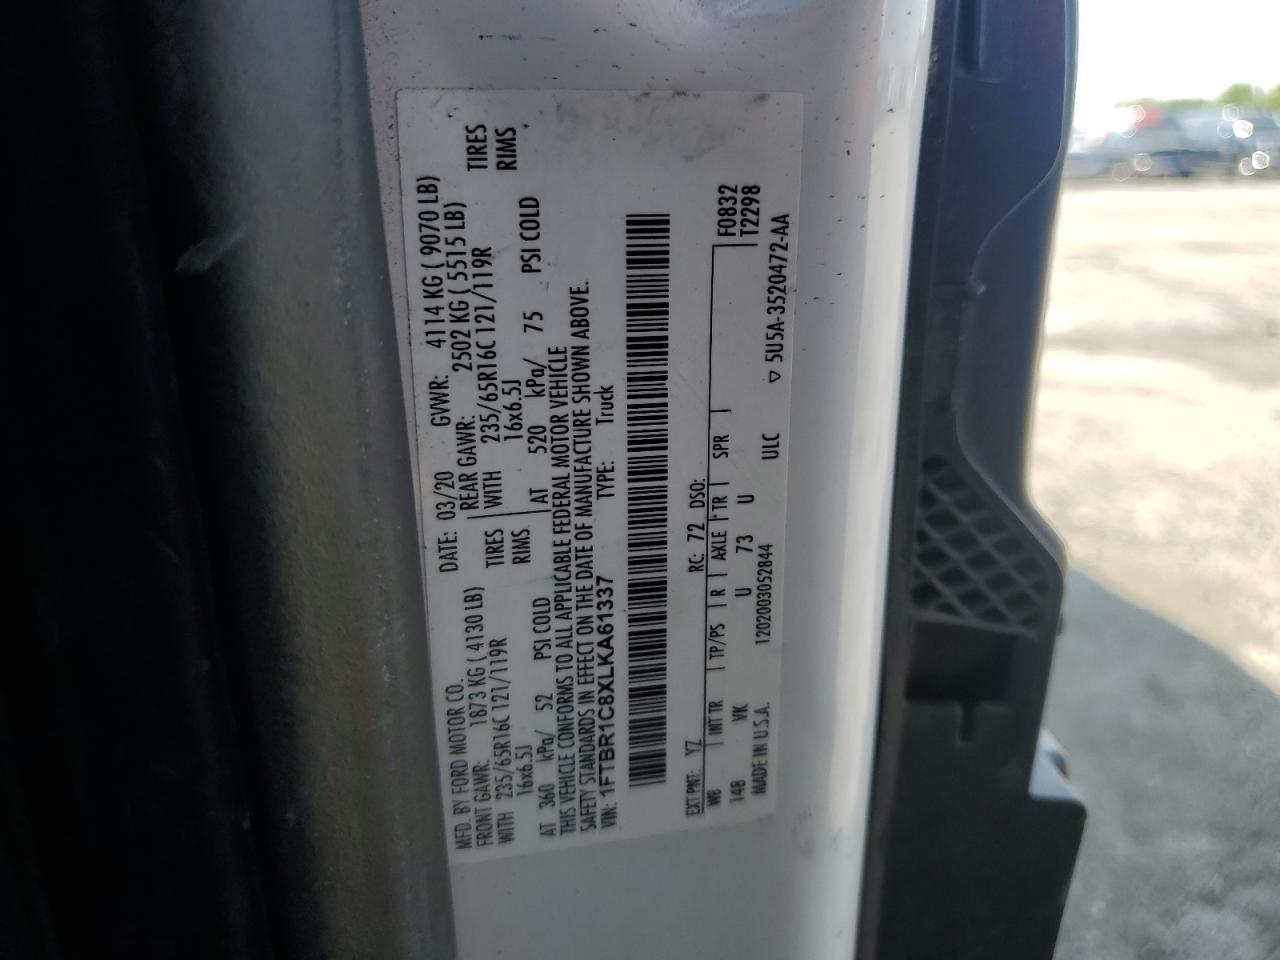 MFD. BY FORD MOTOR CO. DATE: 03/20 GVWR: 4114 KG ( 9070 LB)
FRONT GAWR: 1873 KG ( 4130 LB) REAR GAWR: 2502 KG ( 5515 LB)
WITH 235/65R16C 121/119R TIRES WITH 235/65R16C 121/119R TIRES
16x6.5J RIMS 16x6.5J RIMS
AT 360 kPa/ 52 PSI COLD AT 520 kPa/ 75 PSI COLD
THIS VEHICLE CONFORMS TO ALL APPLICABLE FEDERAL MOTOR VEHICLE
SAFETY STANDARDS IN EFFECT ON THE DATE OF MANUFACTURE SHOWN ABOVE.
VIN: 1FTBR1C8XLKA61337 TYPE: Truck
EXT PNT: YZ RC: 72 DSO: F0832
WB INT TR TP/PS R AXLE TR SPR T2298
148 VK U 73 U
MADE IN U.S.A. 1202003052844 ULC ▽ 5U5A-3520472-AA